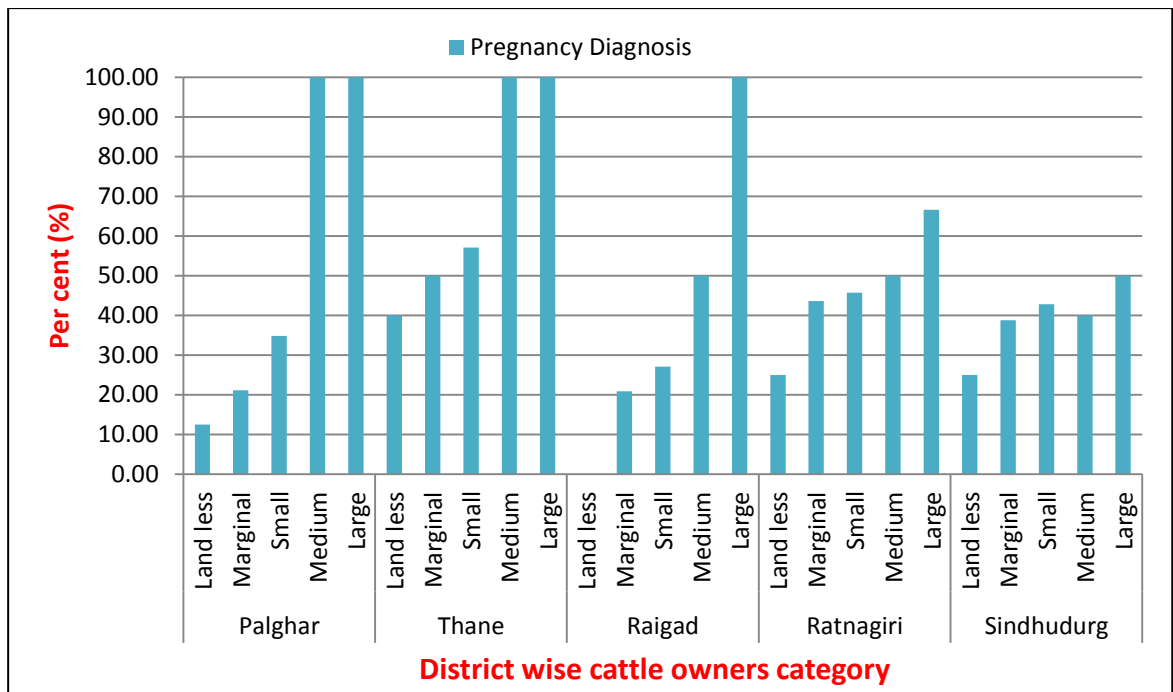 Pregnancy Diagnosis
100.00
90.00
80.00
70.00
60.00
50.00
40.00
30.00
20.00
10.00
0.00
Per cent (%)
Land less
Marginal
Small
Medium
Large
Land less
Marginal
Small
Medium
Large
Land less
Marginal
Small
Medium
Large
Land less
Marginal
Small
Medium
Large
Land less
Marginal
Small
Medium
Large
Palghar
Thane
Raigad
Ratnagiri
Sindhudurg
District wise cattle owners category